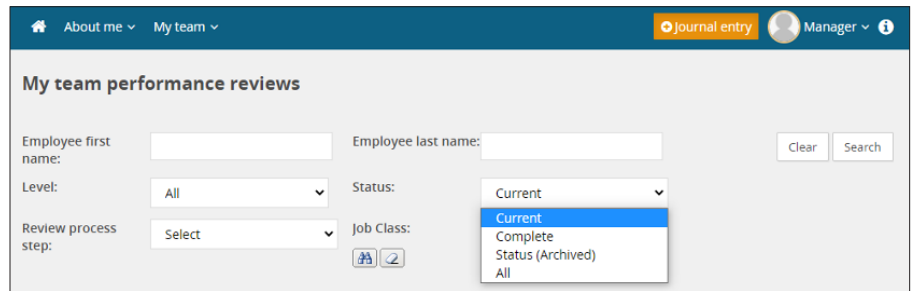 About me My team Journal entry Manager
My team performance reviews
Employee first name: Employee last name: Clear Search
Level: All Status: Current
Review process step: Select Job Class:
Current
Complete
Status (Archived)
All